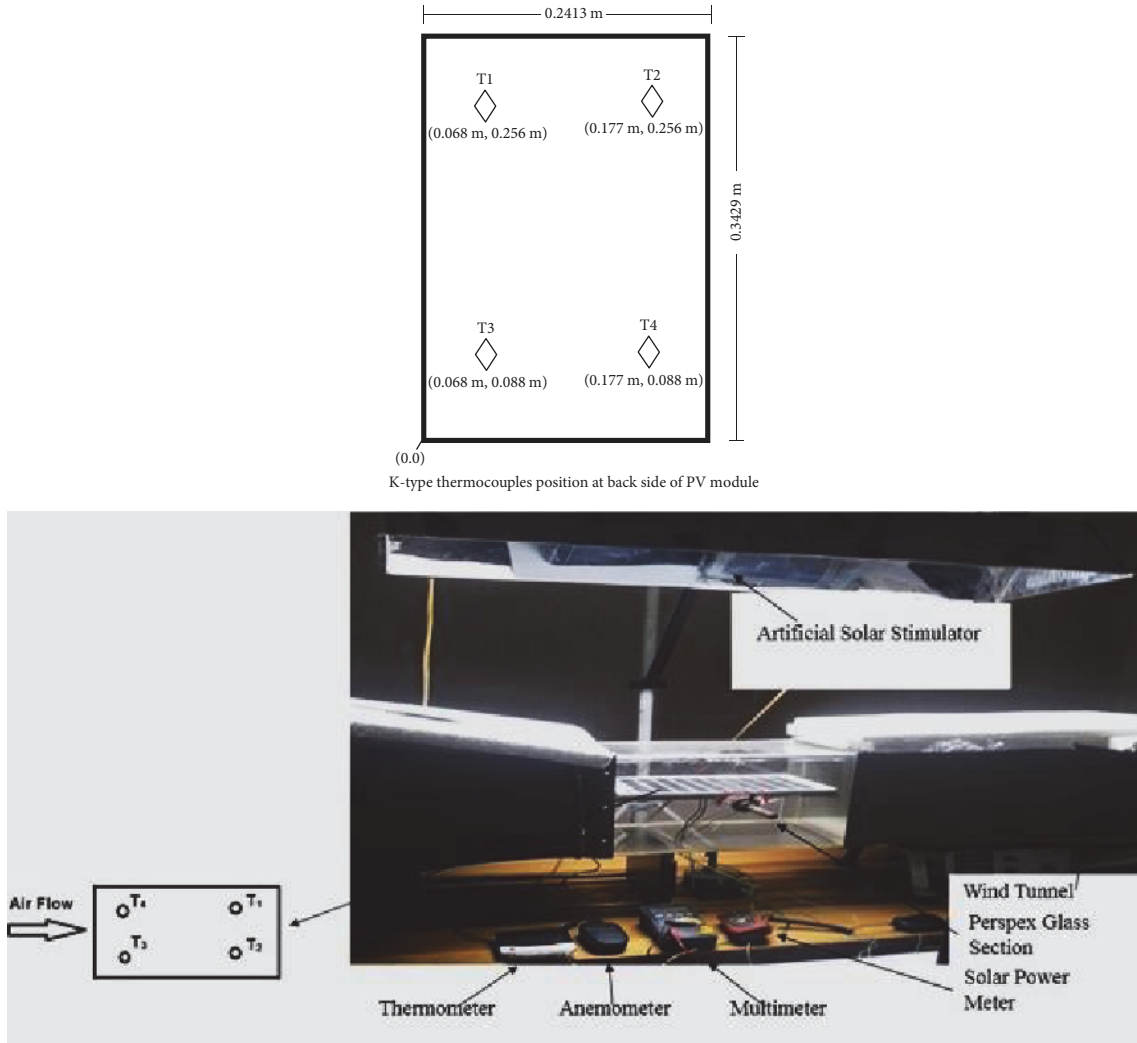 0.2413 m
T1
T2
(0.068 m, 0.256 m)
(0.177 m, 0.256 m)
0.3429 m
T3
T4
(0.068 m, 0.088 m)
(0.177 m, 0.088 m)
(0.0)
K-type thermocouples position at back side of PV module
Artificial Solar Stimulator
Air Flow
T4
T1
T3
T2
Wind Tunnel
Perspex Glass
Section
Solar Power
Meter
Thermometer
Anemometer
Multimeter